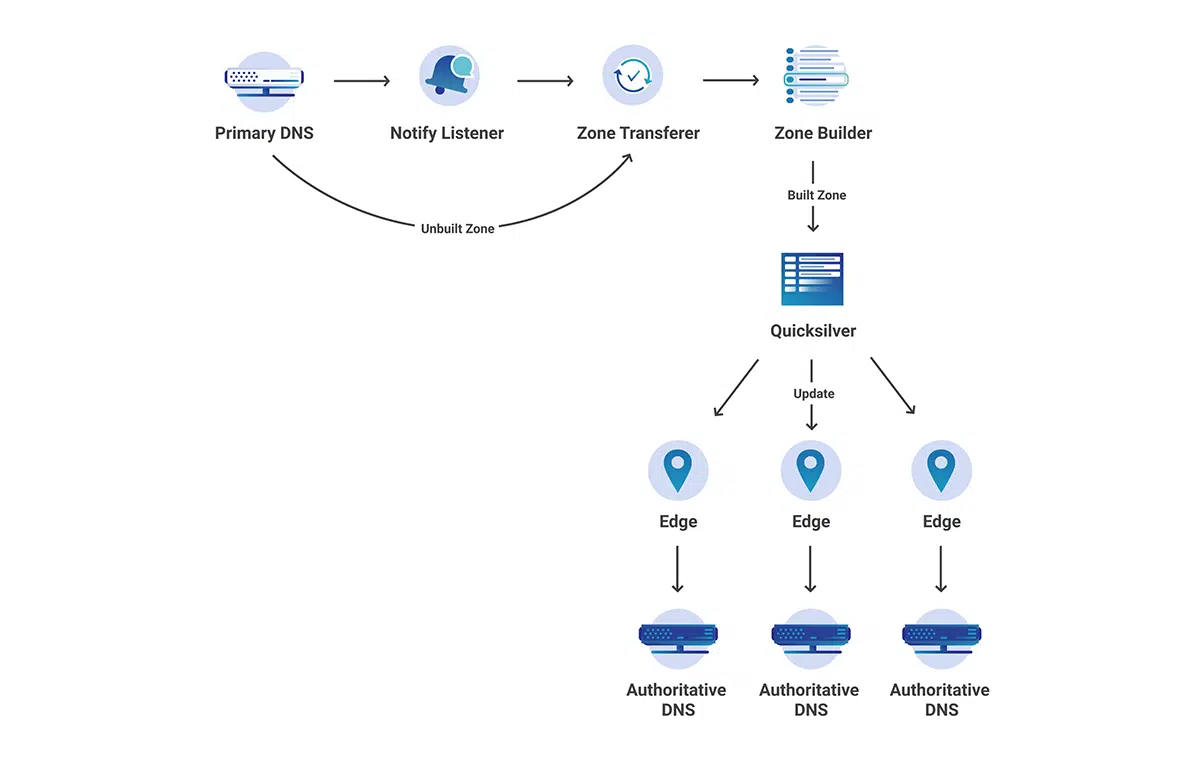 Primary DNS
Notify Listener
Zone Transferer
Zone Builder
Unbuilt Zone
Built Zone
Quicksilver
Update
Edge
Edge
Edge
Authoritative
DNS
Authoritative
DNS
Authoritative
DNS